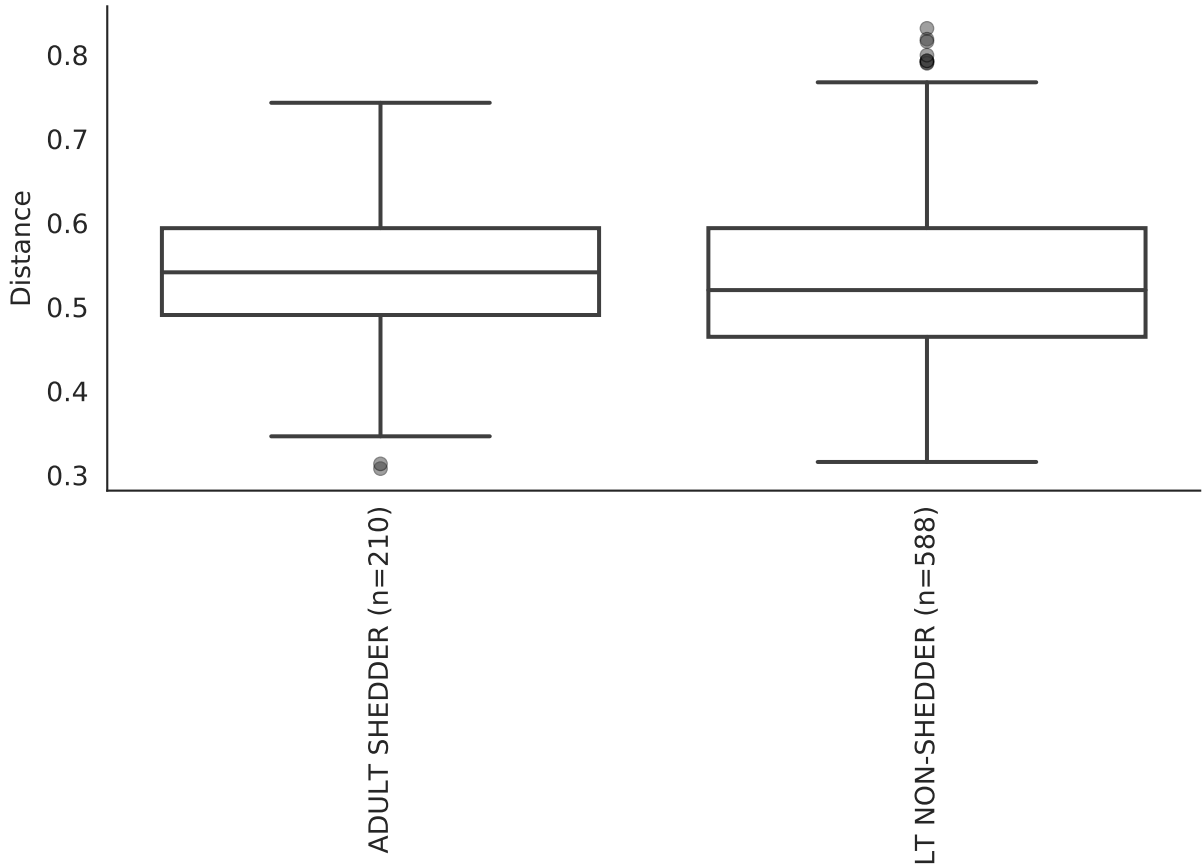 0.8
0.7
0.6
0.5
0.4
0.3
Distance
ADULT SHEDDER (n=210)
LT NON-SHEDDER (n=588)